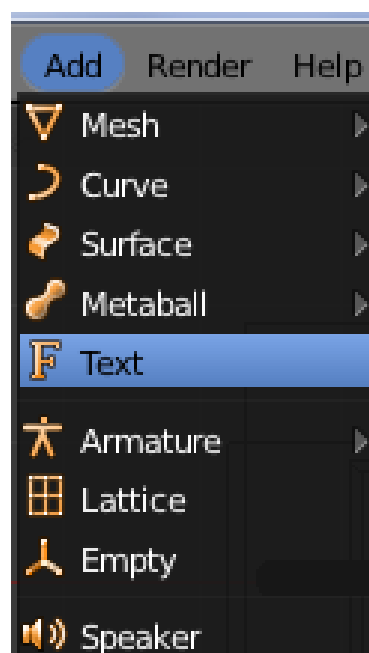 Add Render Help
Mesh
Curve
Surface
Metaball
Text
Armature
Lattice
Empty
Speaker